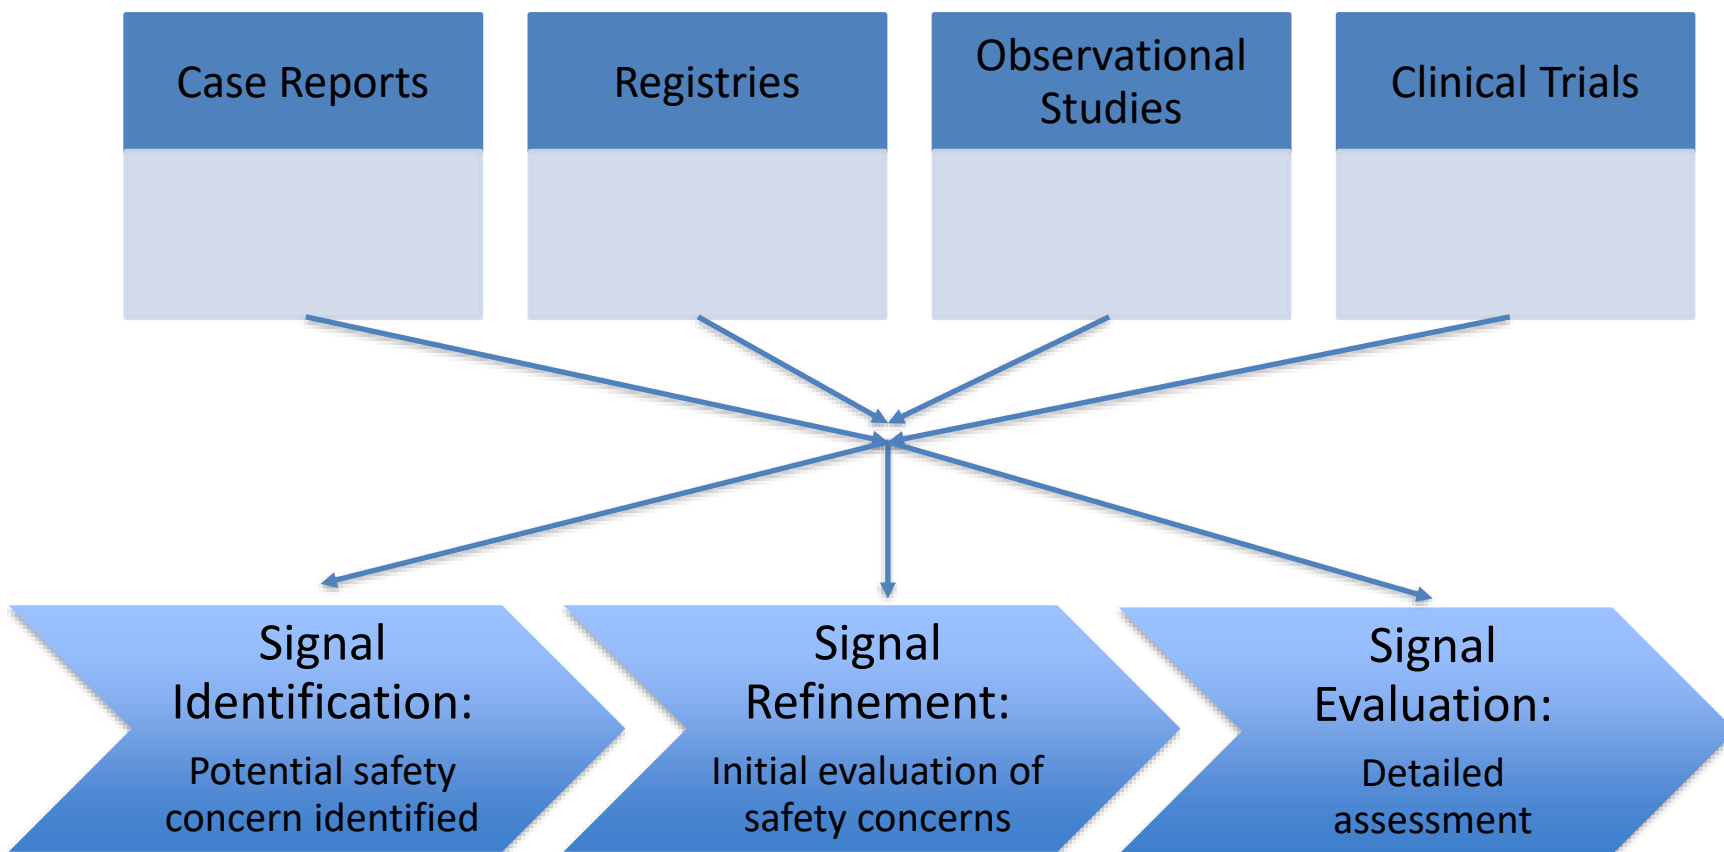 Case Reports
Registries
Observational
Studies
Clinical Trials
Signal
Identification:
Potential safety
concern identified
Signal
Refinement:
Initial evaluation of
safety concerns
Signal
Evaluation:
Detailed
assessment